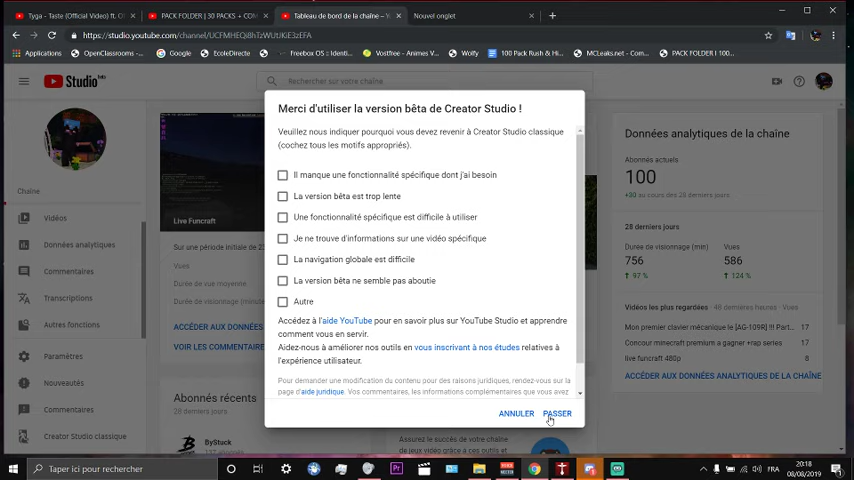 Tyga - Taste (Official Video) ft. O
PACK FOLDER | 30 PACKS + COM
Tableau de bord de la chaîne - Y
Nouvel onglet
https://studio.youtube.com/channel/
Applications
OpenClassrooms -...
Google
EcoleDirecte
Freebox OS :: Identi...
Vostfree - Animes V...
Wolfy
100 Pack Rush & Hi...
MCLeaks.net - Co...
PACK FOLDER I 100...
Studio bêta
Rechercher sur votre chaîne
Merci d'utiliser la version bêta de Creator Studio !
Veuillez nous indiquer pourquoi vous devez revenir à Creator Studio classique
(cochez tous les motifs appropriés).
Il manque une fonctionnalité spécifique dont j'ai besoin
La version bêta est trop lente
Une fonctionnalité spécifique est difficile à utiliser
Je ne trouve d'informations sur une vidéo spécifique
La navigation globale est difficile
La version bêta ne semble pas aboutie
Autre
Accédez à l'aide YouTube pour en savoir plus sur YouTube Studio et apprendre
comment vous en servir.
Aidez-nous à améliorer nos outils en vous inscrivant à nos études relatives à
l'expérience utilisateur.
Pour demander une modification du contenu pour des raisons juridiques, rendez-vous sur la
page d'aide juridique. Vos commentaires, les informations complémentaires que vous avez
ANNULER
PASSER
Chaîne
Vidéos
Données analytiques
Commentaires
Transcriptions
Autres fonctions
Paramètres
Nouveautés
Commentaires
Creator Studio classique
Live Funcraft
Sur une période initiale de 2
Vues
Durée de vue moyenne
ACCÉDER AUX DONNÉES
VOIR LES COMMENTAIRE
Abonnés récents
28 derniers jours
ByStuck
Assurez le succès de votre chaîne
de jeux vidéo grâce à ces outils et
Données analytiques de la
chaîne
Abonnés actuels
100
+30 au cours des 28 derniers jours
28 derniers jours
Durée de visionnage (min)
Vues
756
586
97 %
124 %
Vidéos les plus regardées · 48 dernières heures · Vues
Mon premier clavier mécanique le [AG-109R] !!! Part...
17
Concour minecraft premium a gagner +nap series
17
live funcraft 480p
8
ACCÉDER AUX DONNÉES ANALYTIQUES DE LA CHAÎNE
Taper ici pour rechercher
FRA
20:18
08/08/2019